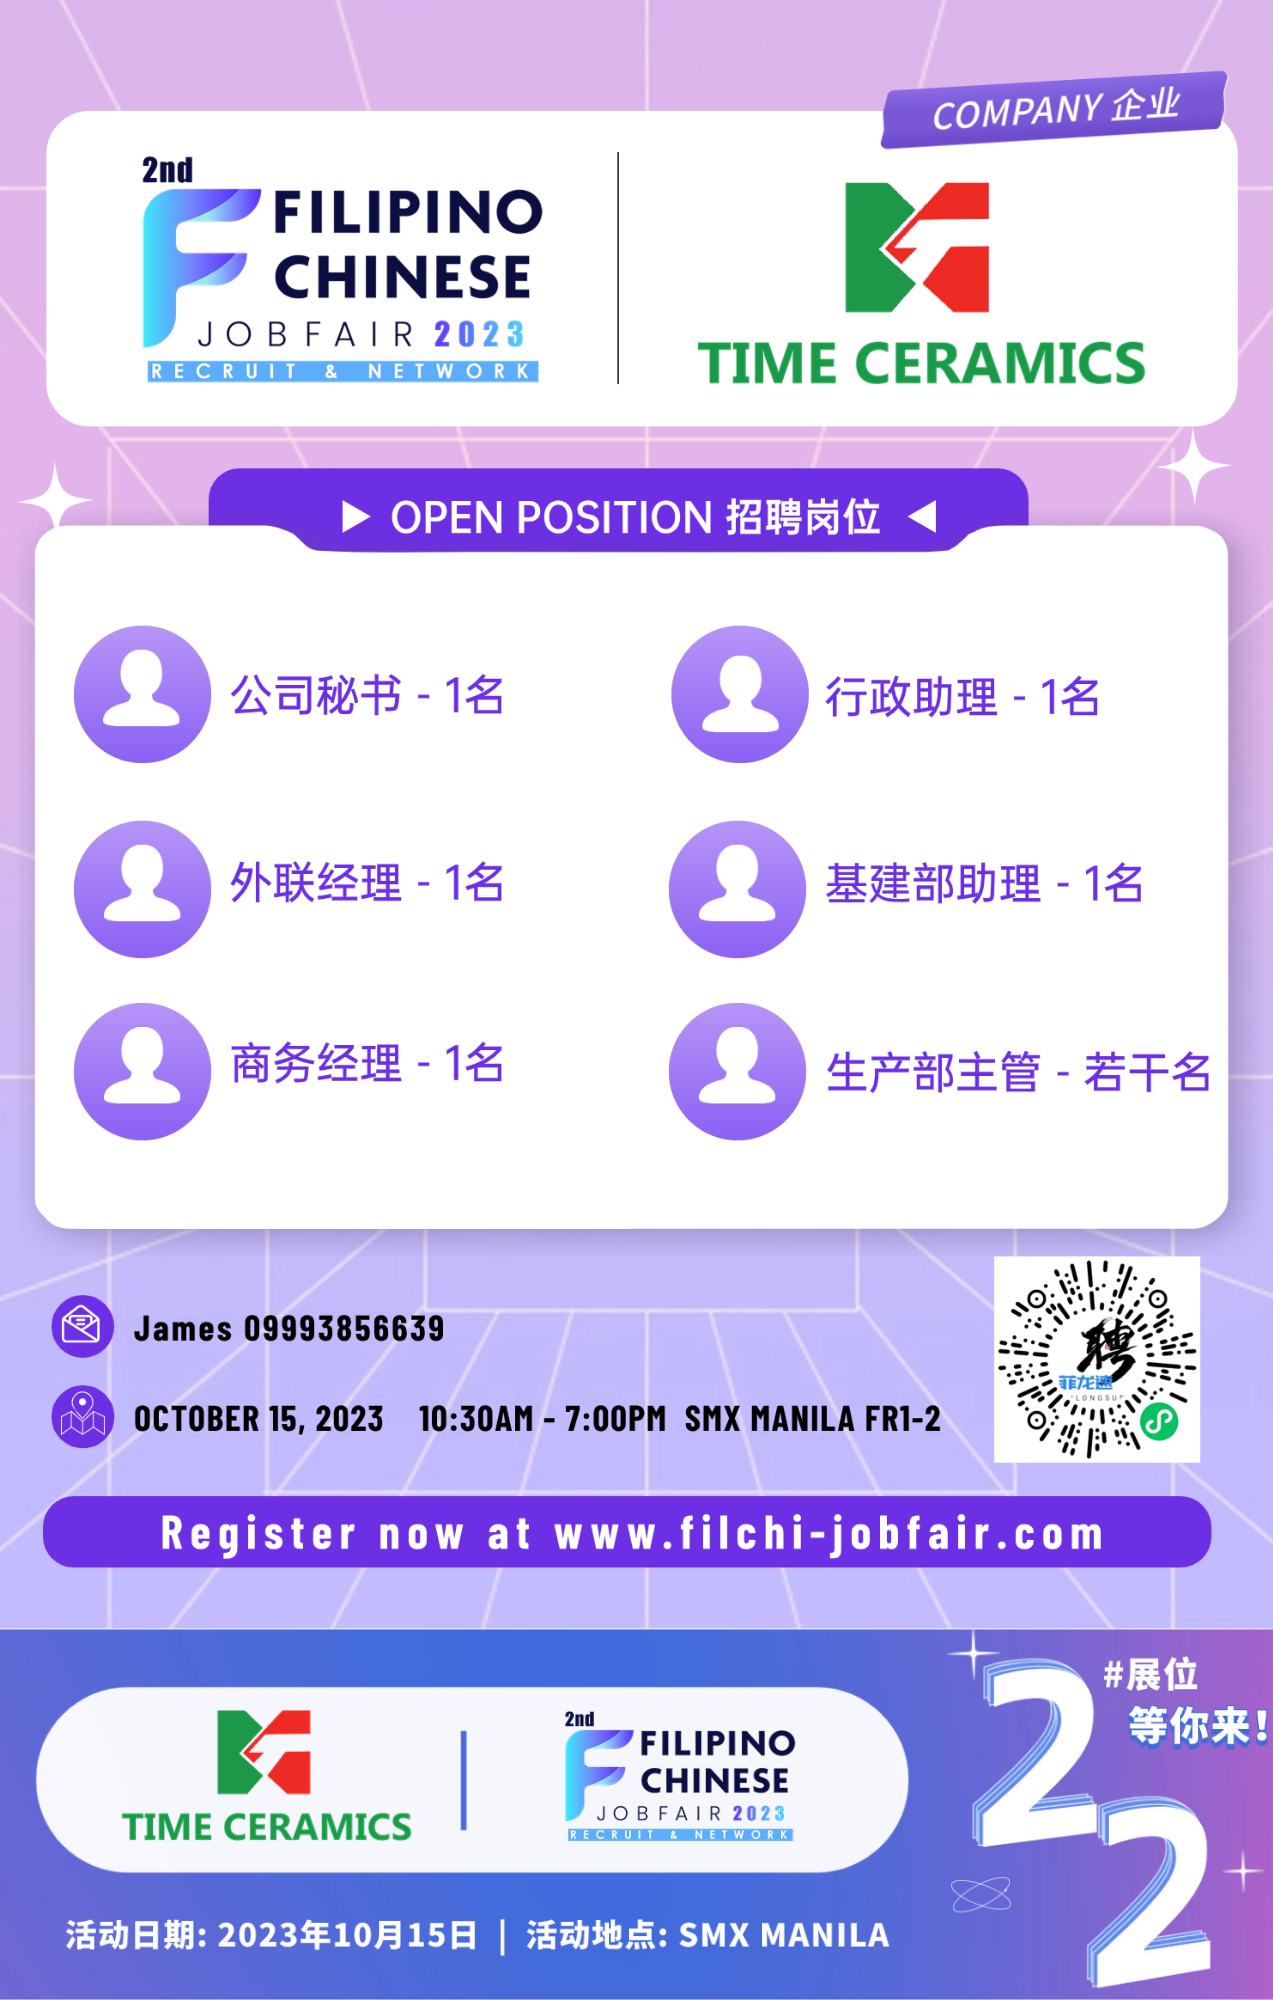 COMPANY 企业
2nd
FILIPINO
CHINESE
JOBFAIR 2023
RECRUIT & NETWORK
TIME CERAMICS
OPEN POSITION 招聘岗位
公司秘书 - 1名
行政助理 - 1名
外联经理 - 1名
基建部助理 - 1名
商务经理 - 1名
生产部主管 - 若干名
James 09993856639
OCTOBER 15, 2023 10:30AM - 7:00PM SMX MANILA FR1-2
聘
菲龙速
Register now at www.filchi-jobfair.com
#展位
等你来!
22
TIME CERAMICS
2nd
FILIPINO
CHINESE
JOBFAIR 2023
RECRUIT & NETWORK
活动日期: 2023年10月15日 | 活动地点: SMX MANILA